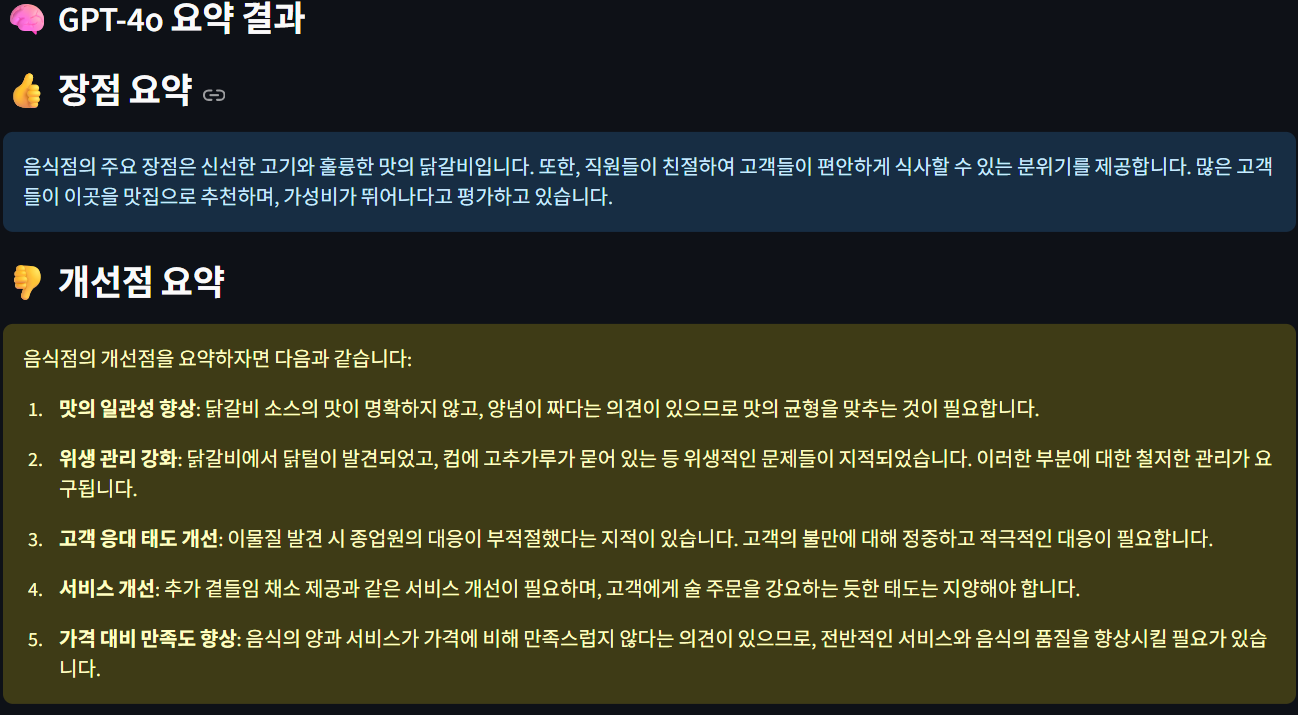 GPT-4o 요약 결과
장점 요약
음식점의 주요 장점은 신선한 고기와 훌륭한 맛의 닭갈비입니다. 또한, 직원들이 친절하여 고객들이 편안하게 식사할 수 있는 분위기를 제공합니다. 많은 고객
들이 이곳을 맛집으로 추천하며, 가성비가 뛰어나다고 평가하고 있습니다.
개선점 요약
음식점의 개선점을 요약하자면 다음과 같습니다:
1. 맛의 일관성 향상: 닭갈비 소스의 맛이 명확하지 않고, 양념이 짜다는 의견이 있으므로 맛의 균형을 맞추는 것이 필요합니다.
2. 위생 관리 강화: 닭갈비에서 닭털이 발견되었고, 컵에 고추가루가 묻어 있는 등 위생적인 문제들이 지적되었습니다. 이러한 부분에 대한 철저한 관리가 요
구됩니다.
3. 고객 응대 태도 개선: 이물질 발견 시 종업원의 대응이 부적절했다는 지적이 있습니다. 고객의 불만에 대해 정중하고 적극적인 대응이 필요합니다.
4. 서비스 개선: 추가 곁들임 채소 제공과 같은 서비스 개선이 필요하며, 고객에게 술 주문을 강요하는 듯한 태도는 지양해야 합니다.
5. 가격 대비 만족도 향상: 음식의 양과 서비스가 가격에 비해 만족스럽지 않다는 의견이 있으므로, 전반적인 서비스와 음식의 품질을 향상시킬 필요가 있습
니다.